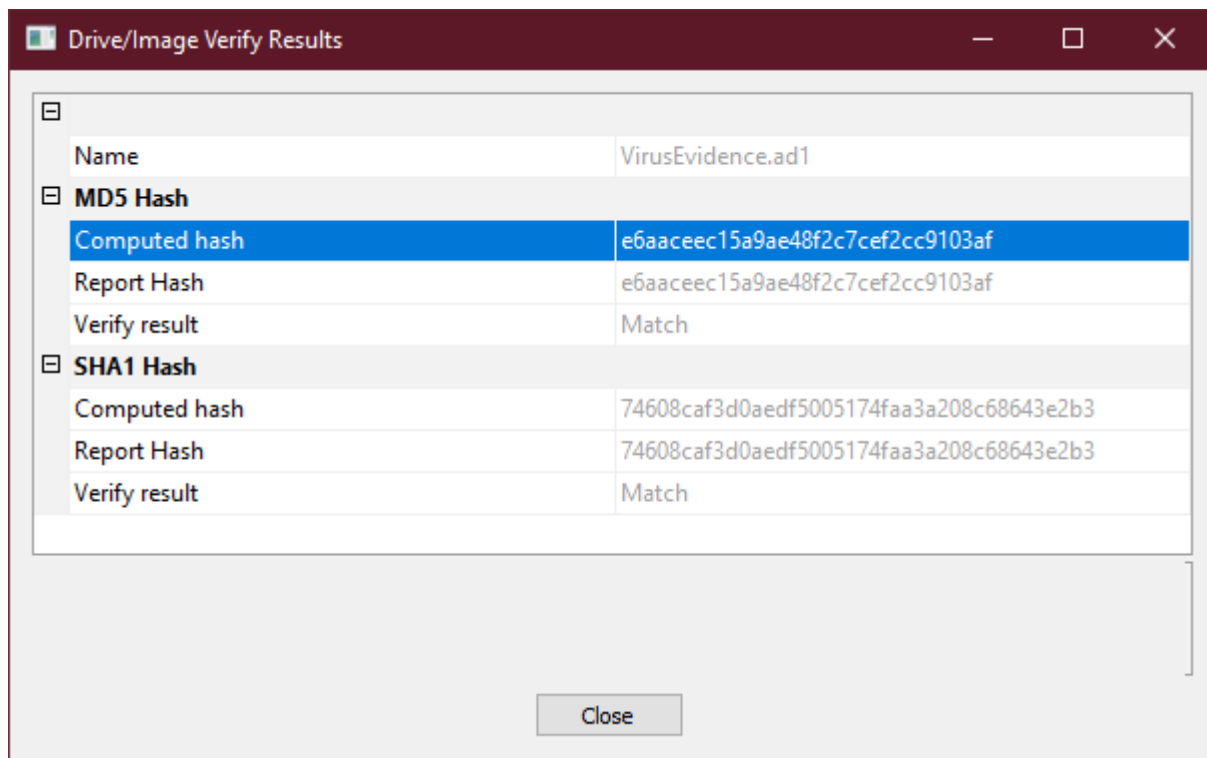 Drive/Image Verify Results
Name VirusEvidence.ad1
MD5 Hash
Computed hash e6aaceec15a9ae48f2c7cef2cc9103af
Report Hash e6aaceec15a9ae48f2c7cef2cc9103af
Verify result Match
SHA1 Hash
Computed hash 74608caf3d0aedf5005174faa3a208c68643e2b3
Report Hash 74608caf3d0aedf5005174faa3a208c68643e2b3
Verify result Match
Close